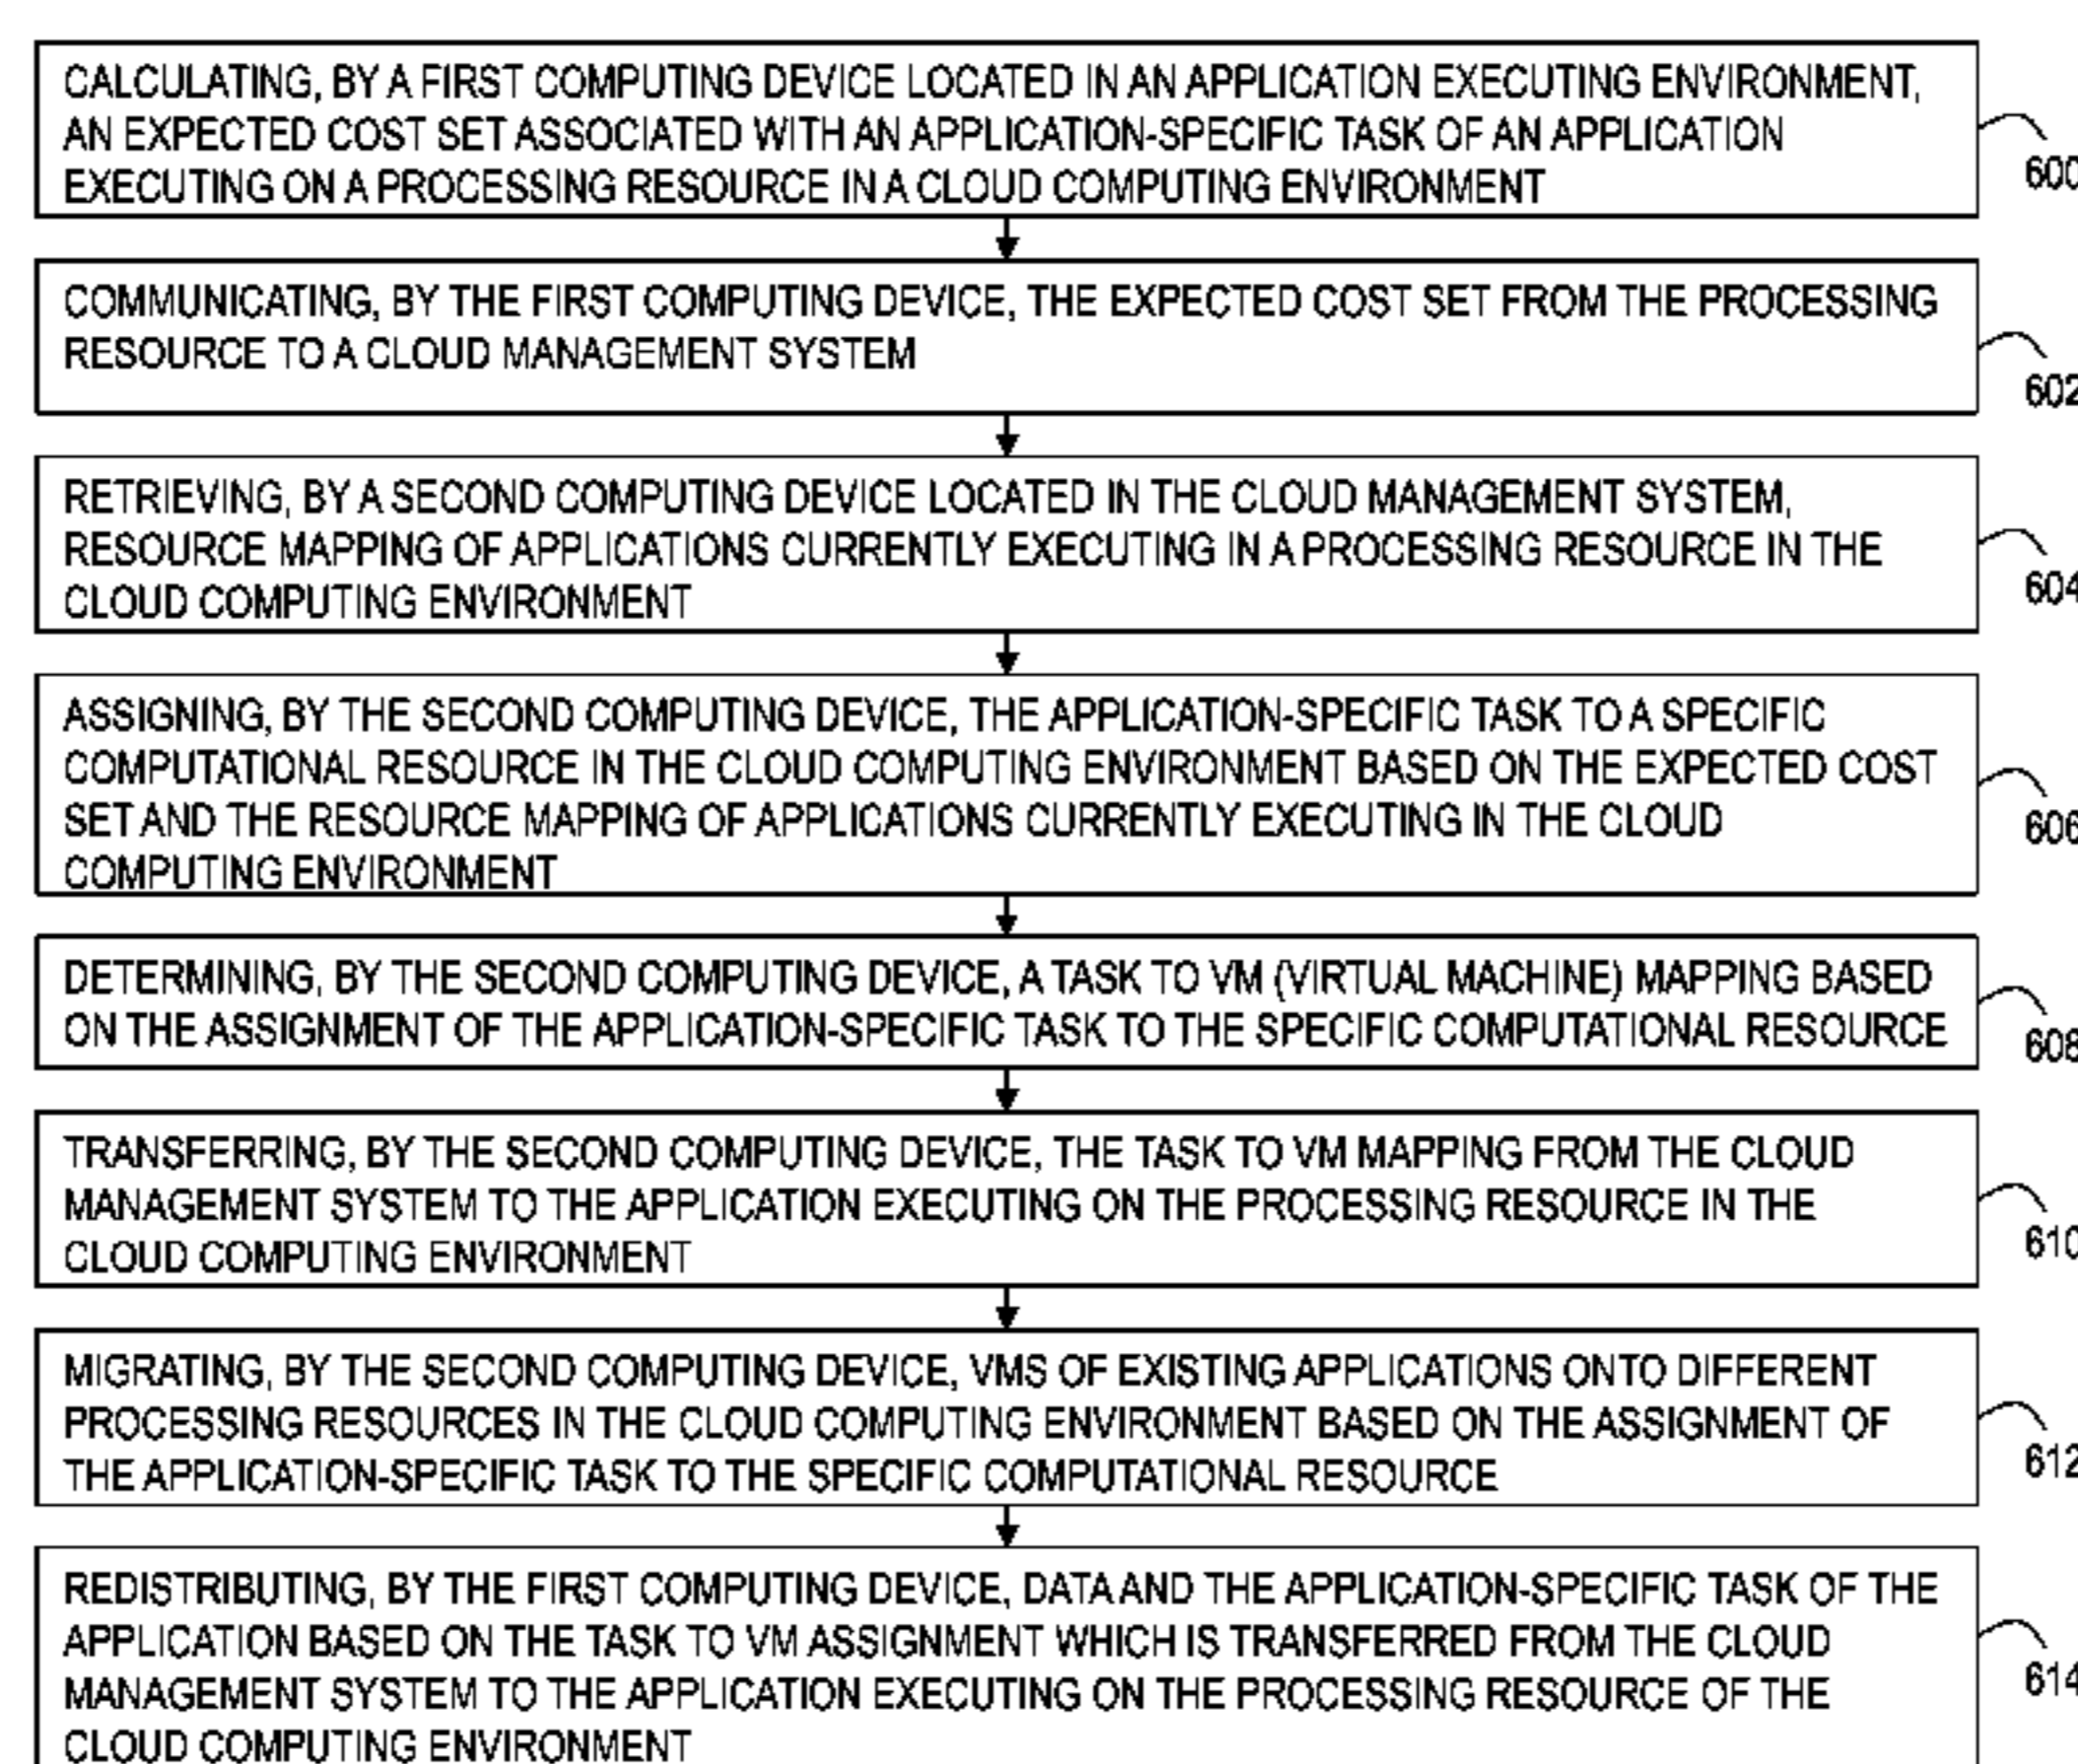 CALCULATING, BY A FIRST COMPUTING DEVICE LOCATED IN AN APPLICATION EXECUTING ENVIRONMENT,
AN EXPECTED COST SET ASSOCIATED WITH AN APPLICATION-SPECIFIC TASK OF AN APPLICATION
EXECUTING ON A PROCESSING RESOURCE IN A CLOUD COMPUTING ENVIRONMENT
600
COMMUNICATING, BY THE FIRST COMPUTING DEVICE, THE EXPECTED COST SET FROM THE PROCESSING
RESOURCE TO A CLOUD MANAGEMENT SYSTEM
602
RETRIEVING, BY A SECOND COMPUTING DEVICE LOCATED IN THE CLOUD MANAGEMENT SYSTEM,
RESOURCE MAPPING OF APPLICATIONS CURRENTLY EXECUTING IN A PROCESSING RESOURCE IN THE
CLOUD COMPUTING ENVIRONMENT
604
ASSIGNING, BY THE SECOND COMPUTING DEVICE, THE APPLICATION-SPECIFIC TASK TO A SPECIFIC
COMPUTATIONAL RESOURCE IN THE CLOUD COMPUTING ENVIRONMENT BASED ON THE EXPECTED COST
SET AND THE RESOURCE MAPPING OF APPLICATIONS CURRENTLY EXECUTING IN THE CLOUD
COMPUTING ENVIRONMENT
606
DETERMINING, BY THE SECOND COMPUTING DEVICE, A TASK TO VM (VIRTUAL MACHINE) MAPPING BASED
ON THE ASSIGNMENT OF THE APPLICATION-SPECIFIC TASK TO THE SPECIFIC COMPUTATIONAL RESOURCE
608
TRANSFERRING, BY THE SECOND COMPUTING DEVICE, THE TASK TO VM MAPPING FROM THE CLOUD
MANAGEMENT SYSTEM TO THE APPLICATION EXECUTING ON THE PROCESSING RESOURCE IN THE
CLOUD COMPUTING ENVIRONMENT
610
MIGRATING, BY THE SECOND COMPUTING DEVICE, VMS OF EXISTING APPLICATIONS ONTO DIFFERENT
PROCESSING RESOURCES IN THE CLOUD COMPUTING ENVIRONMENT BASED ON THE ASSIGNMENT OF
THE APPLICATION-SPECIFIC TASK TO THE SPECIFIC COMPUTATIONAL RESOURCE
612
REDISTRIBUTING, BY THE FIRST COMPUTING DEVICE, DATA AND THE APPLICATION-SPECIFIC TASK OF THE
APPLICATION BASED ON THE TASK TO VM ASSIGNMENT WHICH IS TRANSFERRED FROM THE CLOUD
MANAGEMENT SYSTEM TO THE APPLICATION EXECUTING ON THE PROCESSING RESOURCE OF THE
CLOUD COMPUTING ENVIRONMENT
614